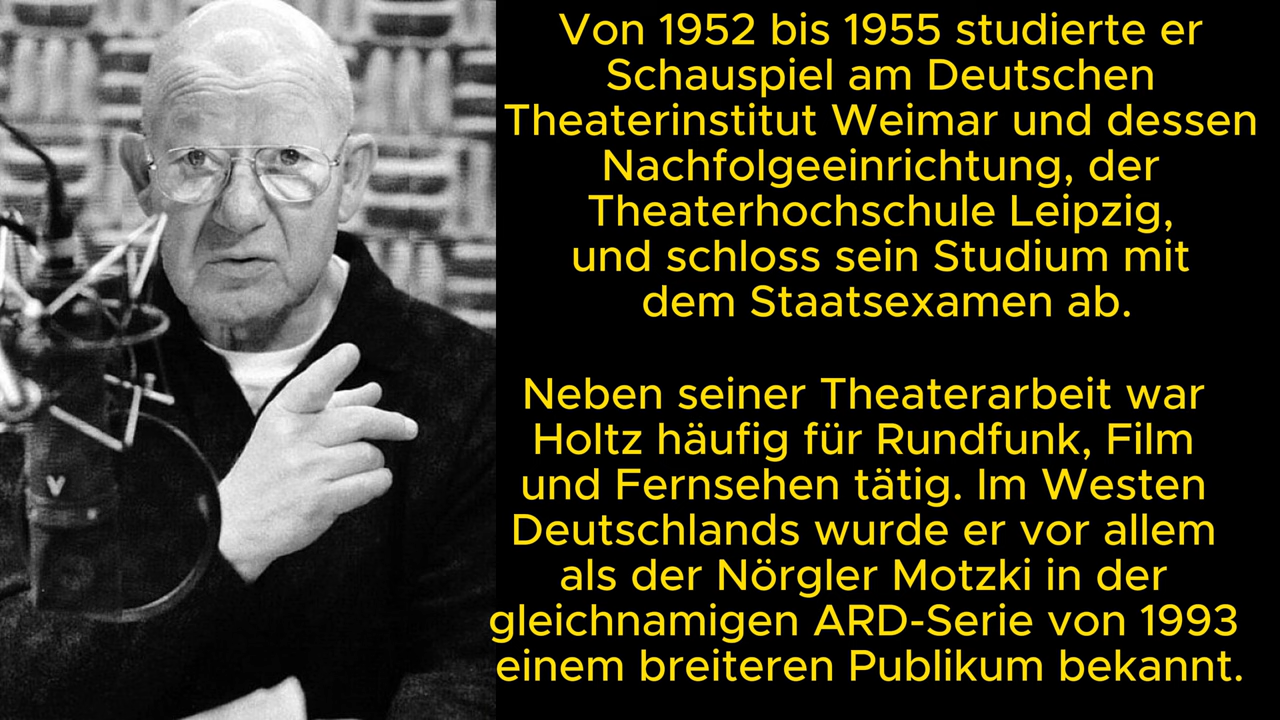 Von 1952 bis 1955 studierte er
Schauspiel am Deutschen
Theaterinstitut Weimar und dessen
Nachfolgeeinrichtung, der
Theaterhochschule Leipzig,
und schloss sein Studium mit
dem Staatsexamen ab.
Neben seiner Theaterarbeit war
Holtz häufig für Rundfunk, Film
und Fernsehen tätig. Im Westen
Deutschlands wurde er vor allem
als der Nörgler Motzki in der
gleichnamigen ARD-Serie von 1993
einem breiteren Publikum bekannt.